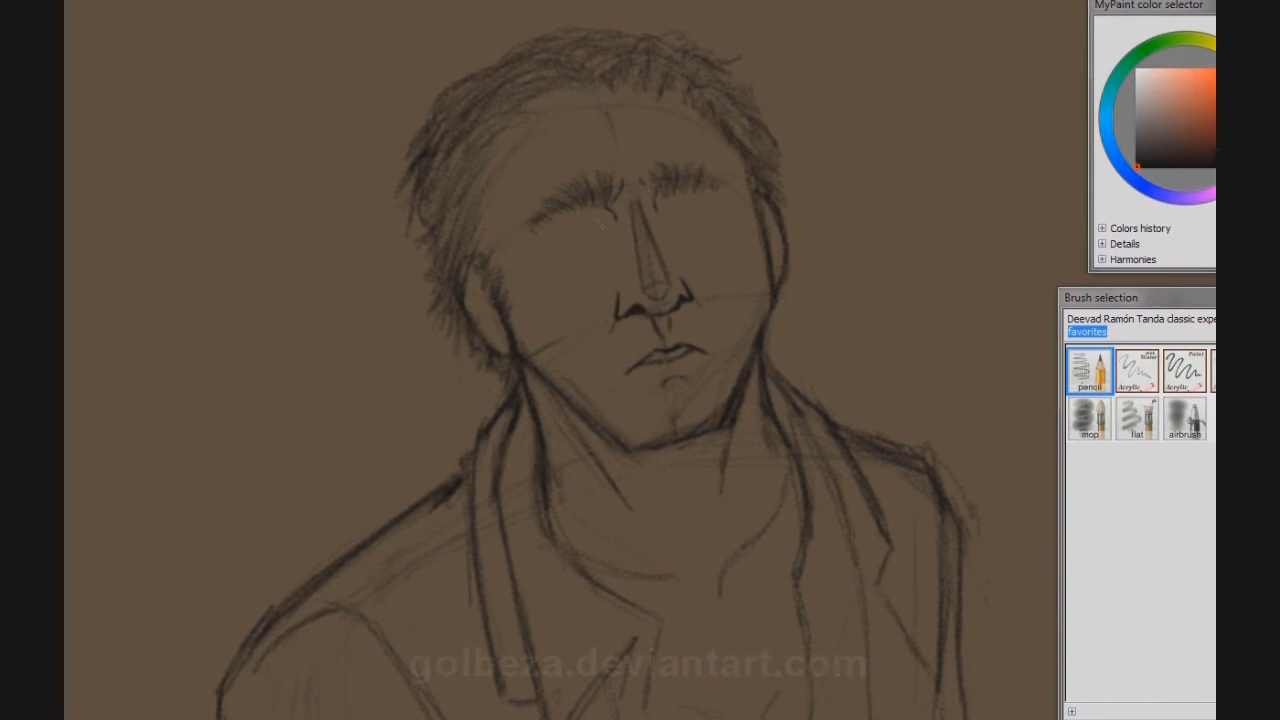 MyPaint color selector
Colors history
Details
Harmonies
Brush selection
Deevad Ramón Tanda classic expe
favorites
pencil
Acrylic
Paint
Acrylic
mop
flat
airbrush
golbeza.deviantart.com